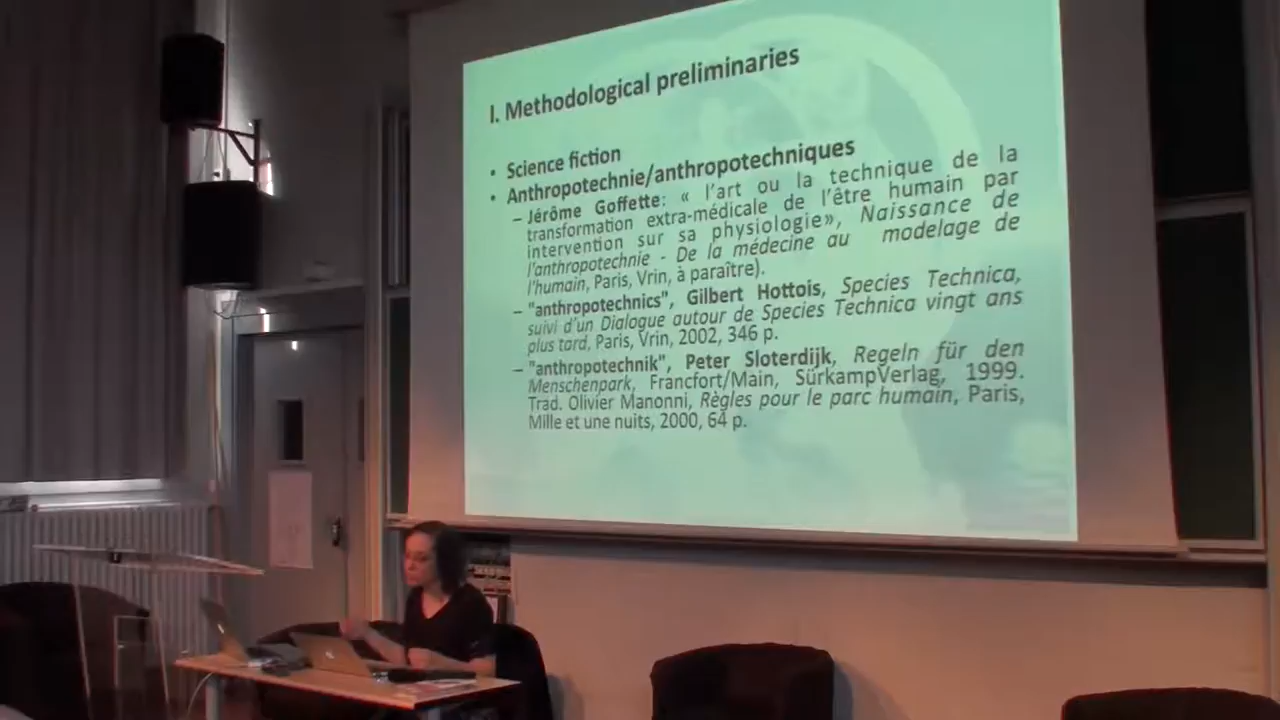 I. Methodological preliminaries
• Science fiction
• Anthropotechnie/anthropotechniques
– Jérôme Goffette: « l'art ou la technique de la
transformation extra-médicale de l'être humain par
intervention sur sa physiologie», Naissance de
l'anthropotechnie - De la médecine au modelage de
l'humain, Paris, Vrin, à paraître).
– "anthropotechnics", Gilbert Hottois, Species Technica,
suivi d'un Dialogue autour de Species Technica vingt ans
plus tard, Paris, Vrin, 2002, 346 p.
– "anthropotechnik", Peter Sloterdijk, Regeln für den
Menschenpark, Francfort/Main, SürkampVerlag, 1999.
Trad. Olivier Manonni, Règles pour le parc humain, Paris,
Mille et une nuits, 2000, 64 p.